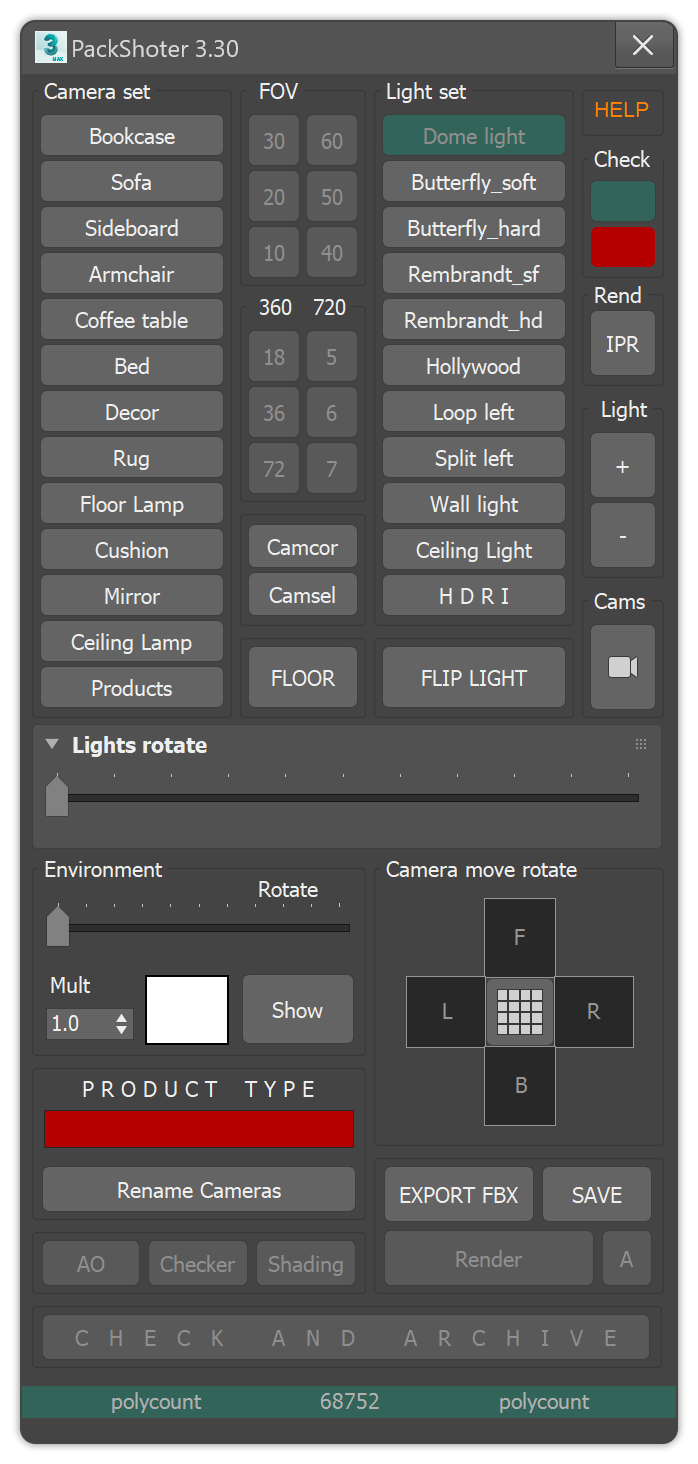 3
MAX
PackShoter 3.30
Camera set
Bookcase
Sofa
Sideboard
Armchair
Coffee table
Bed
Decor
Rug
Floor Lamp
Cushion
Mirror
Ceiling Lamp
Products
FOV
30 60
20 50
10 40
360 720
18 5
36 6
72 7
Camcor
Camsel
FLOOR
Light set
Dome light
Butterfly_soft
Butterfly_hard
Rembrandt_sf
Rembrandt_hd
Hollywood
Loop left
Split left
Wall light
Ceiling Light
H D R I
FLIP LIGHT
HELP
Check
Rend
IPR
Light
+
-
Cams
Lights rotate
Environment
Rotate
Mult
1.0
Show
Camera move rotate
F
L R
B
PRODUCT TYPE
Rename Cameras
EXPORT FBX SAVE
Render A
AO Checker Shading
CHECK AND ARCHIVE
polycount 68752 polycount